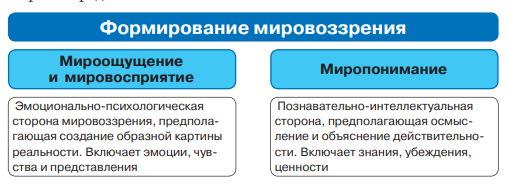 Формирование мировоззрения
Мироощущение
и мировосприятие
Эмоционально-психологическая
сторона мировоззрения, предпола-
гающая создание образной картины
реальности. Включает эмоции, чув-
ства и представления
Миропонимание
Познавательно-интеллектуальная
сторона, предполагающая осмыс-
ление и объяснение действительно-
сти. Включает знания, убеждения,
ценности